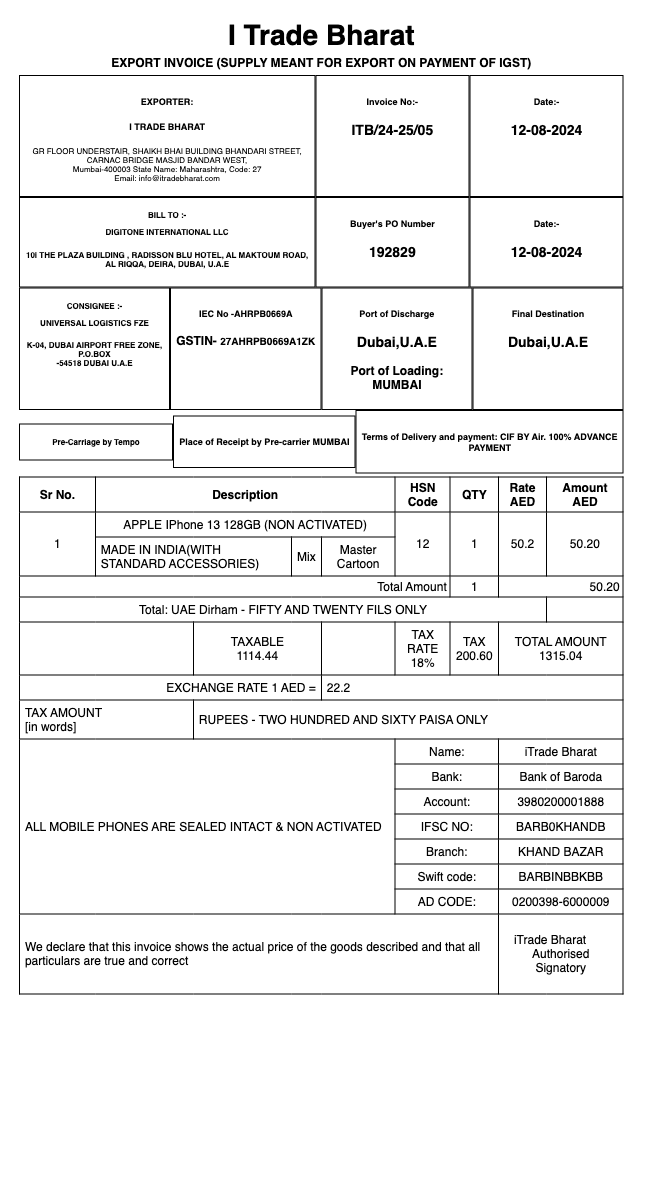 I Trade Bharat
EXPORT INVOICE (SUPPLY MEANT FOR EXPORT ON PAYMENT OF IGST)
EXPORTER:
I TRADE BHARAT
GR FLOOR UNDERSTAIR, SHAIKH BHAI BUILDING BHANDARI STREET,
CARNAC BRIDGE MASJID BANDAR WEST,
Mumbai-400003 State Name: Maharashtra, Code: 27
Email: info@itradebharat.com
Invoice No:-
ITB/24-25/05
Date:-
12-08-2024
BILL TO :-
DIGITONE INTERNATIONAL LLC
10I THE PLAZA BUILDING , RADISSON BLU HOTEL, AL MAKTOUM ROAD,
AL RIQQA, DEIRA, DUBAI, U.A.E
Buyer's PO Number
192829
Date:-
12-08-2024
CONSIGNEE :-
UNIVERSAL LOGISTICS FZE
K-04, DUBAI AIRPORT FREE ZONE,
P.O.BOX
-54518 DUBAI U.A.E
IEC No -AHRPB0669A
GSTIN- 27AHRPB0669A1ZK
Port of Discharge
Dubai,U.A.E
Port of Loading:
MUMBAI
Final Destination
Dubai,U.A.E
Pre-Carriage by Tempo
Place of Receipt by Pre-carrier MUMBAI
Terms of Delivery and payment: CIF BY Air. 100% ADVANCE
PAYMENT
Sr No.
Description
HSN
Code
QTY
Rate
AED
Amount
AED
1
APPLE IPhone 13 128GB (NON ACTIVATED)
MADE IN INDIA(WITH
STANDARD ACCESSORIES)
Mix
Master
Cartoon
12
1
50.2
50.20
Total Amount
1
50.20
Total: UAE Dirham - FIFTY AND TWENTY FILS ONLY
TAXABLE
1114.44
TAX
RATE
18%
TAX
200.60
TOTAL AMOUNT
1315.04
EXCHANGE RATE 1 AED =
22.2
TAX AMOUNT
[in words]
RUPEES - TWO HUNDRED AND SIXTY PAISA ONLY
ALL MOBILE PHONES ARE SEALED INTACT & NON ACTIVATED
Name:
iTrade Bharat
Bank:
Bank of Baroda
Account:
3980200001888
IFSC NO:
BARB0KHANDB
Branch:
KHAND BAZAR
Swift code:
BARBINBBKBB
AD CODE:
0200398-6000009
We declare that this invoice shows the actual price of the goods described and that all
particulars are true and correct
iTrade Bharat
Authorised
Signatory